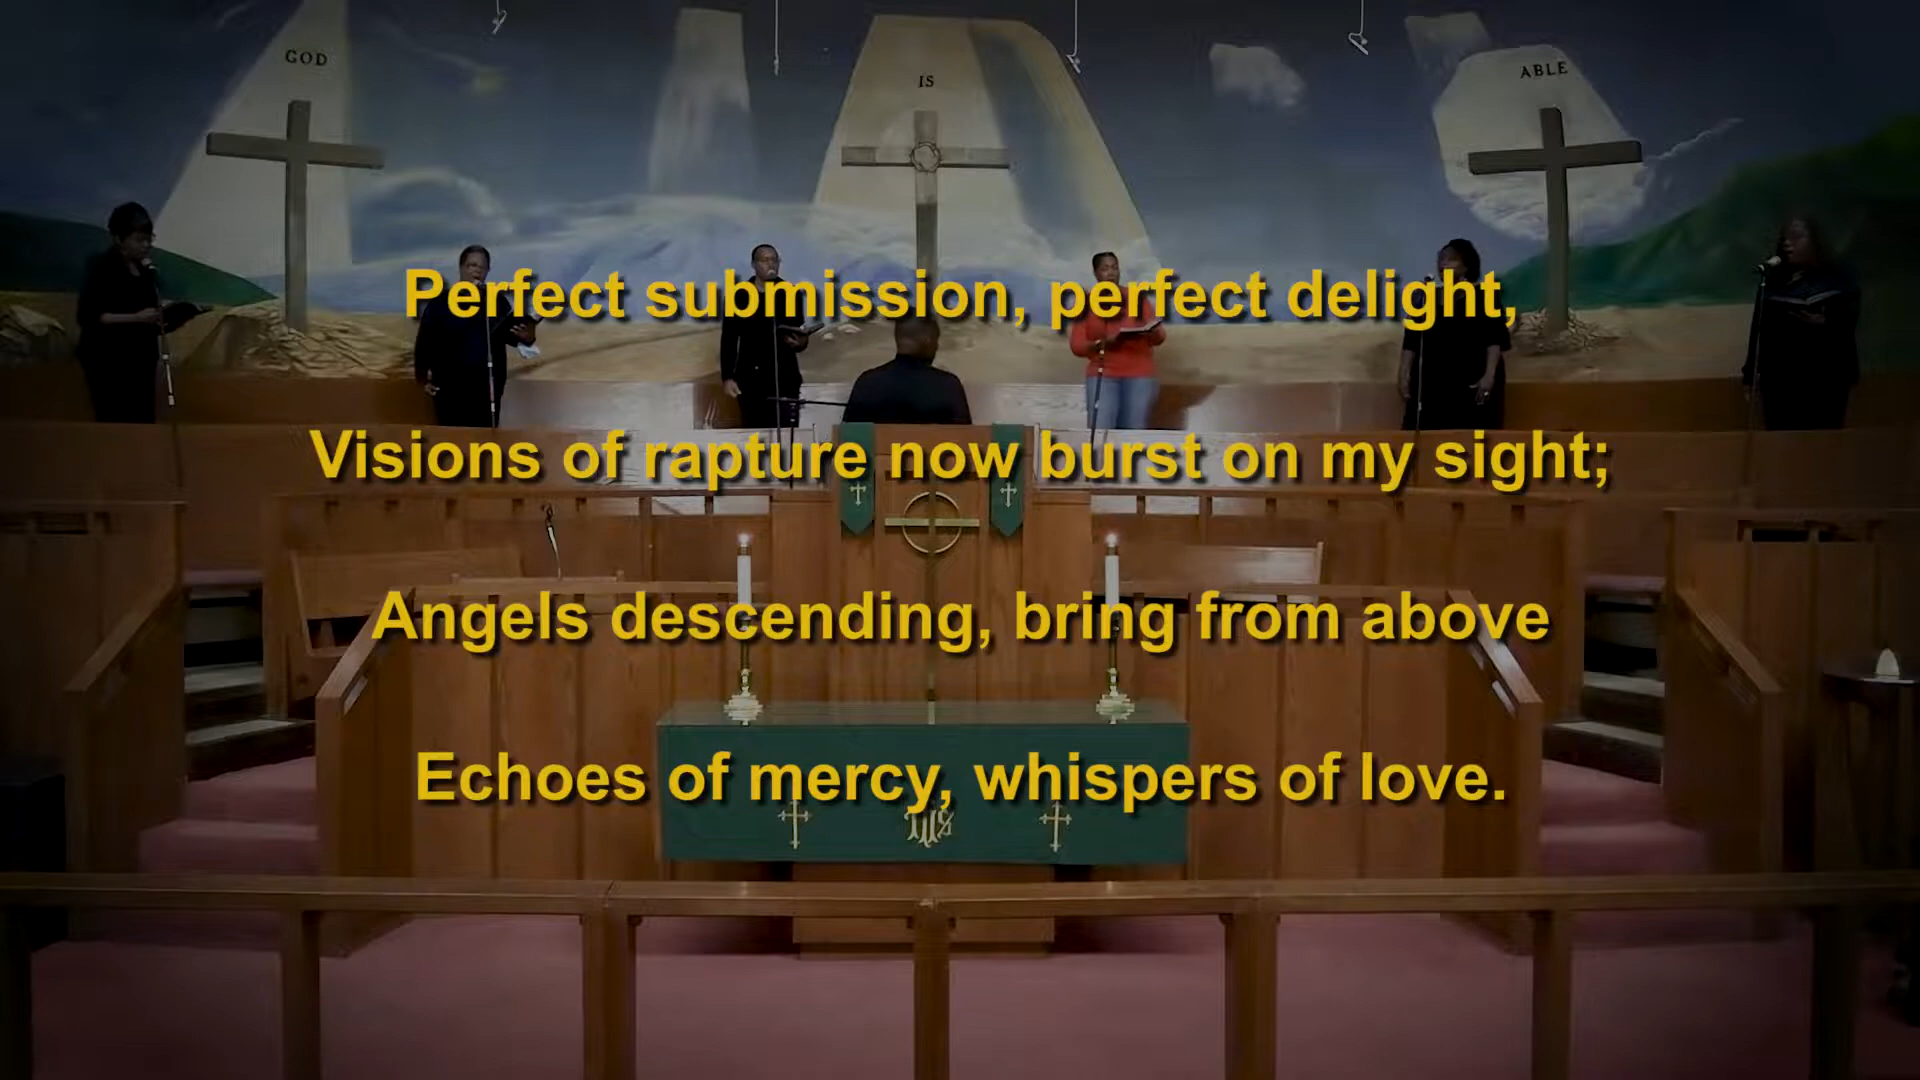 GOD
IS
ABLE
Perfect submission, perfect delight,
Visions of rapture now burst on my sight;
Angels descending, bring from above
Echoes of mercy, whispers of love.
IHS